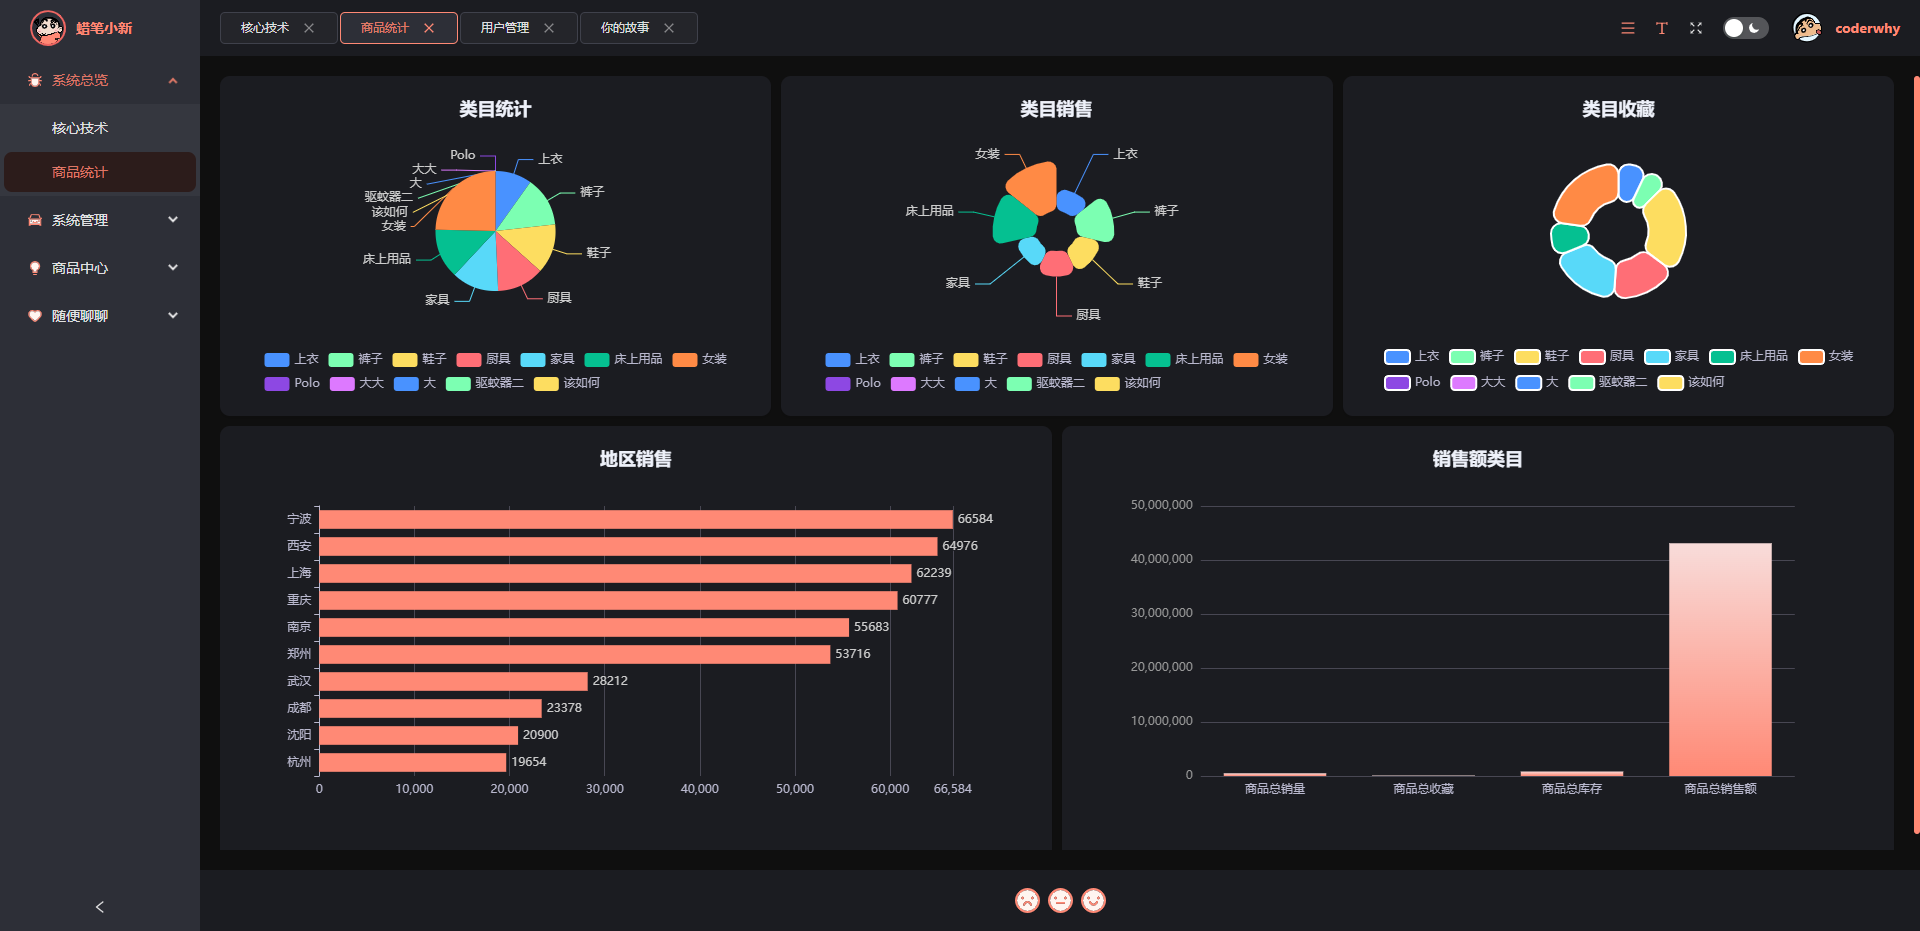 蜡笔小新
系统总览
核心技术
商品统计
系统管理
商品中心
随便聊聊
核心技术 商品统计 用户管理 你的故事
T
coderwhy
类目统计
Polo
上衣
大大
大
裤子
驱蚊器二
该如何
女装
鞋子
床上用品
家具
厨具
上衣 裤子 鞋子 厨具 家具 床上用品 女装
Polo 大大 大 驱蚊器二 该如何
类目销售
女装
上衣
床上用品
裤子
家具
鞋子
厨具
上衣 裤子 鞋子 厨具 家具 床上用品 女装
Polo 大大 大 驱蚊器二 该如何
类目收藏
上衣 裤子 鞋子 厨具 家具 床上用品 女装
Polo 大大 大 驱蚊器二 该如何
地区销售
宁波 66584
西安 64976
上海 62239
重庆 60777
南京 55683
郑州 53716
武汉 28212
成都 23378
沈阳 20900
杭州 19654
0 10,000 20,000 30,000 40,000 50,000 60,000 66,584
销售额类目
50,000,000
40,000,000
30,000,000
20,000,000
10,000,000
0
商品总销量 商品总收藏 商品总库存 商品总销售额